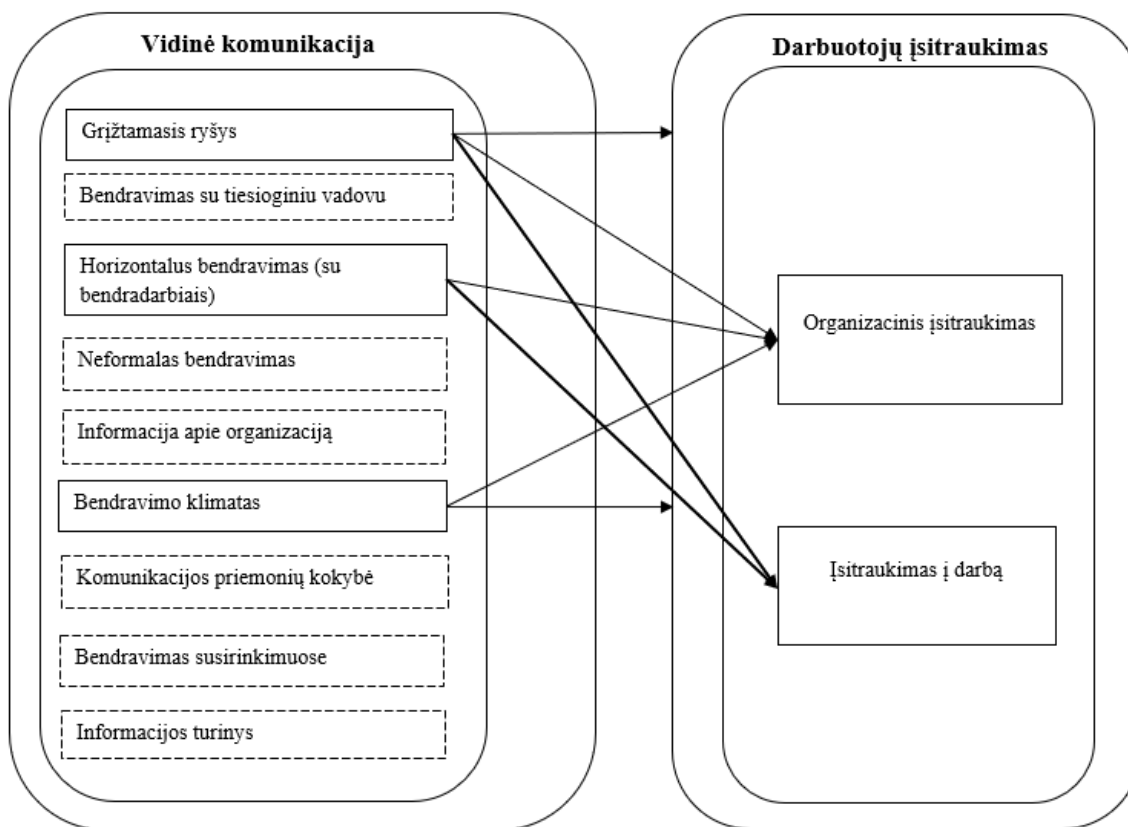 Vidinė komunikacija
Grįžtamasis ryšys
Bendravimas su tiesioginiu vadovu
Horizontalus bendravimas (su
bendradarbiais)
Neformalas bendravimas
Informacija apie organizaciją
Bendravimo klimatas
Komunikacijos priemonių kokybė
Bendravimas susirinkimuose
Informacijos turinys
Darbuotojų įsitraukimas
Organizacinis įsitraukimas
Įsitraukimas į darbą